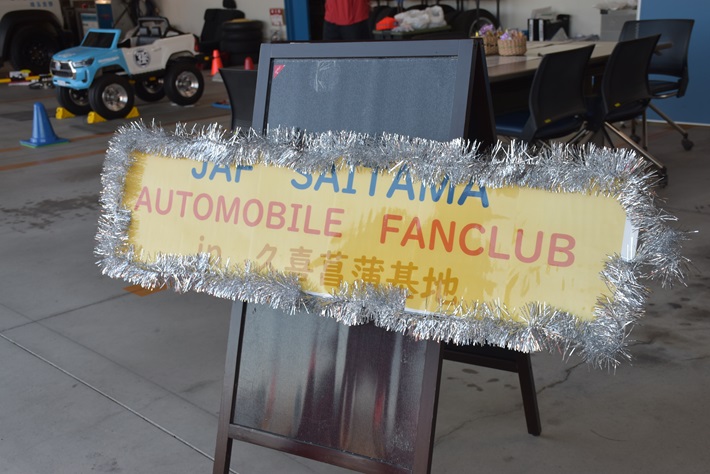 JAF SAITAMA
AUTOMOBILE FANCLUB
in 久喜菖蒲基地